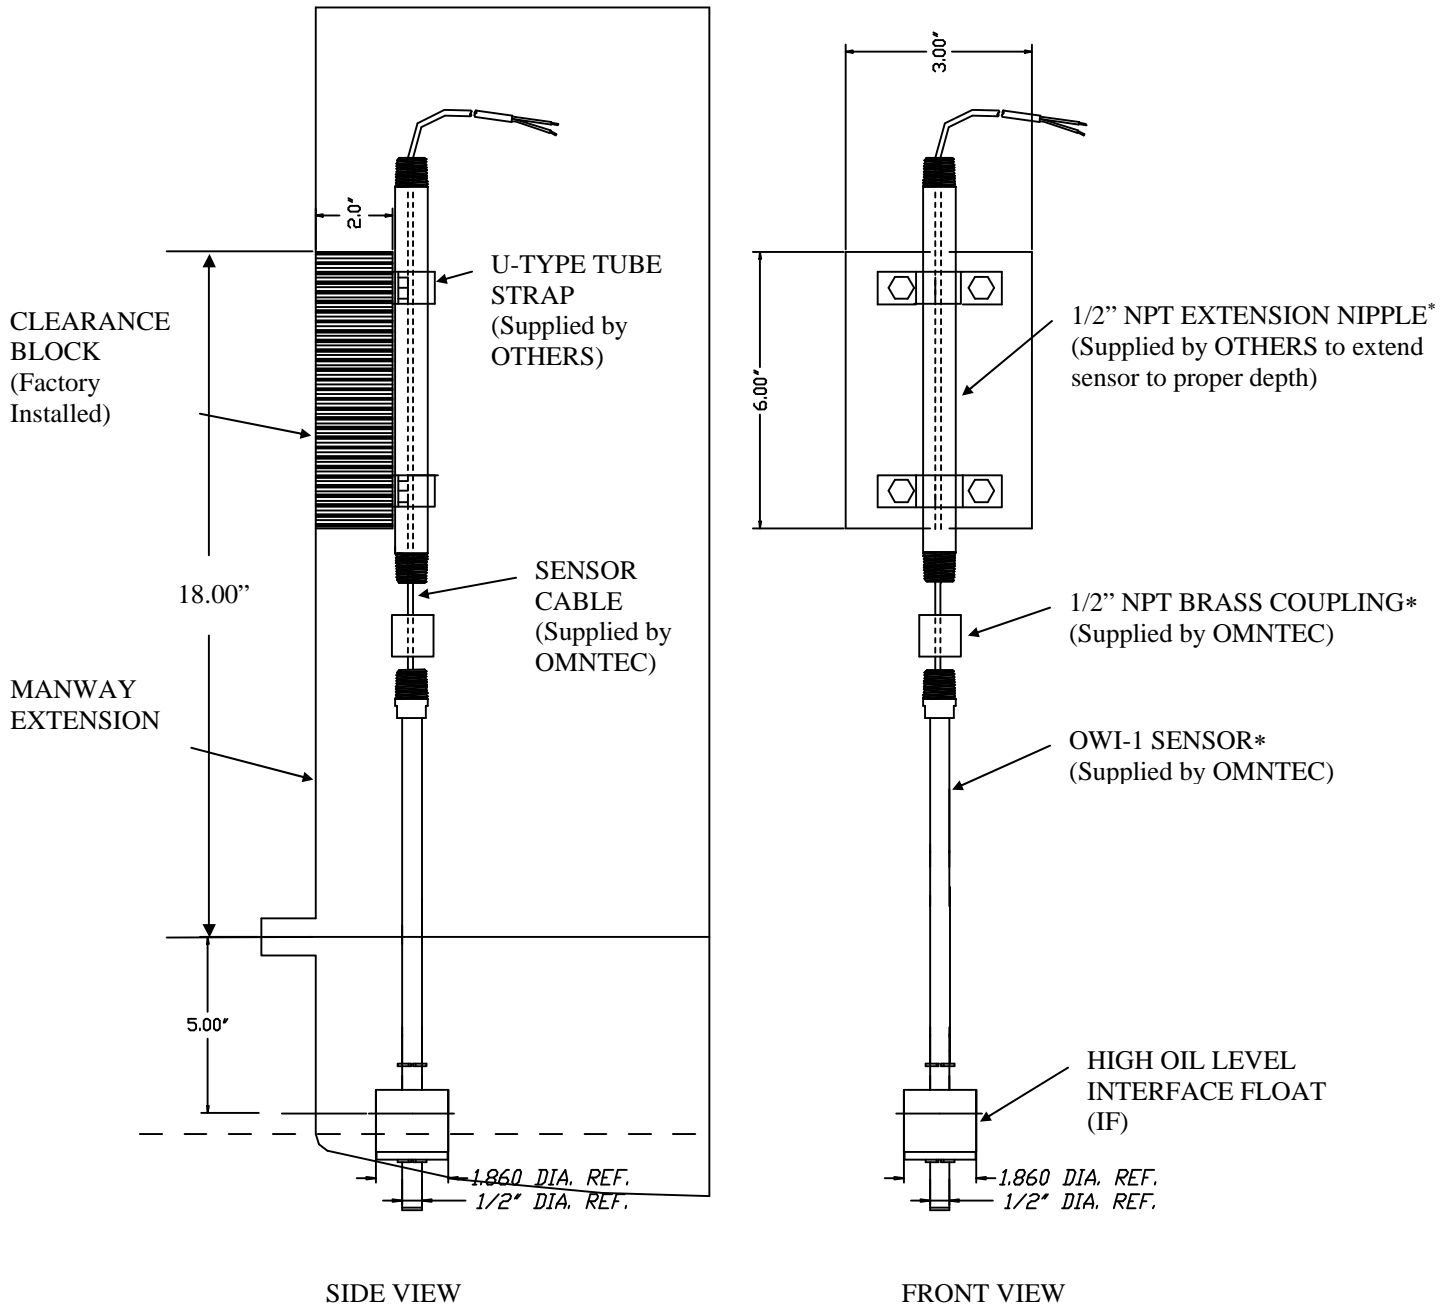 3.00"
2.0"
U-TYPE TUBE
STRAP
(Supplied by
OTHERS)
CLEARANCE
BLOCK
(Factory
Installed)
1/2” NPT EXTENSION NIPPLE*
(Supplied by OTHERS to extend
sensor to proper depth)
6.00"
18.00”
SENSOR
CABLE
(Supplied by
OMNTEC)
1/2” NPT BRASS COUPLING*
(Supplied by OMNTEC)
MANWAY
EXTENSION
OWI-1 SENSOR*
(Supplied by OMNTEC)
5.00"
HIGH OIL LEVEL
INTERFACE FLOAT
(IF)
1.860 DIA. REF.
1/2" DIA. REF.
1.860 DIA. REF.
1/2" DIA. REF.
SIDE VIEW
FRONT VIEW